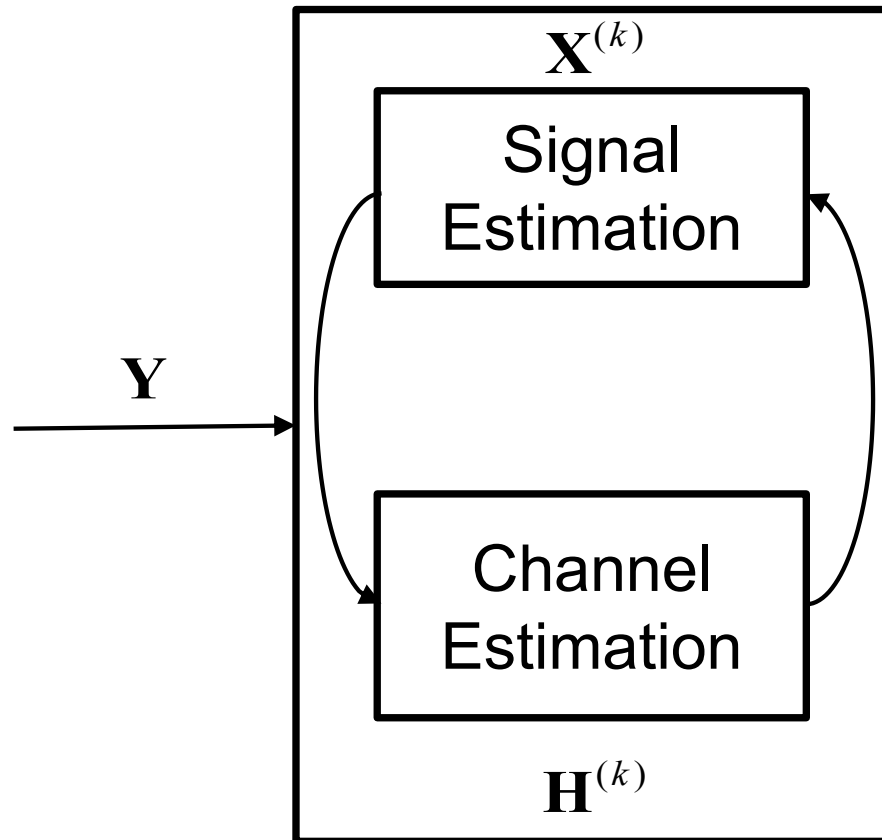 X^(k)
Signal
Estimation
Y
Channel
Estimation
H^(k)